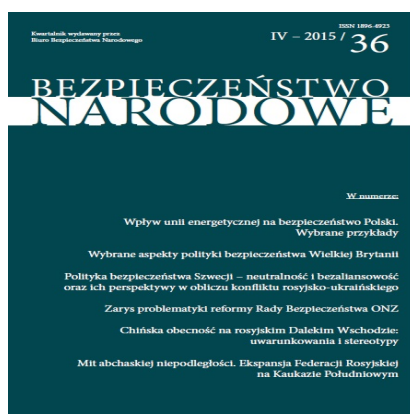 ISSN 1896-4923
Kwartalnik wydawany przez
Biuro Bezpieczeństwa Narodowego
IV – 2015 / 36
BEZPIECZEŃSTWO
NARODOWE
W numerze:
Wpływ unii energetycznej na bezpieczeństwo Polski.
Wybrane przykłady
Wybrane aspekty polityki bezpieczeństwa Wielkiej Brytanii
Polityka bezpieczeństwa Szwecji – neutralność i bezaliansowość
oraz ich perspektywy w obliczu konfliktu rosyjsko-ukraińskiego
Zarys problematyki reformy Rady Bezpieczeństwa ONZ
Chińska obecność na rosyjskim Dalekim Wschodzie:
uwarunkowania i stereotypy
Mit abchaskiej niepodległości. Ekspansja Federacji Rosyjskiej
na Kaukazie Południowym